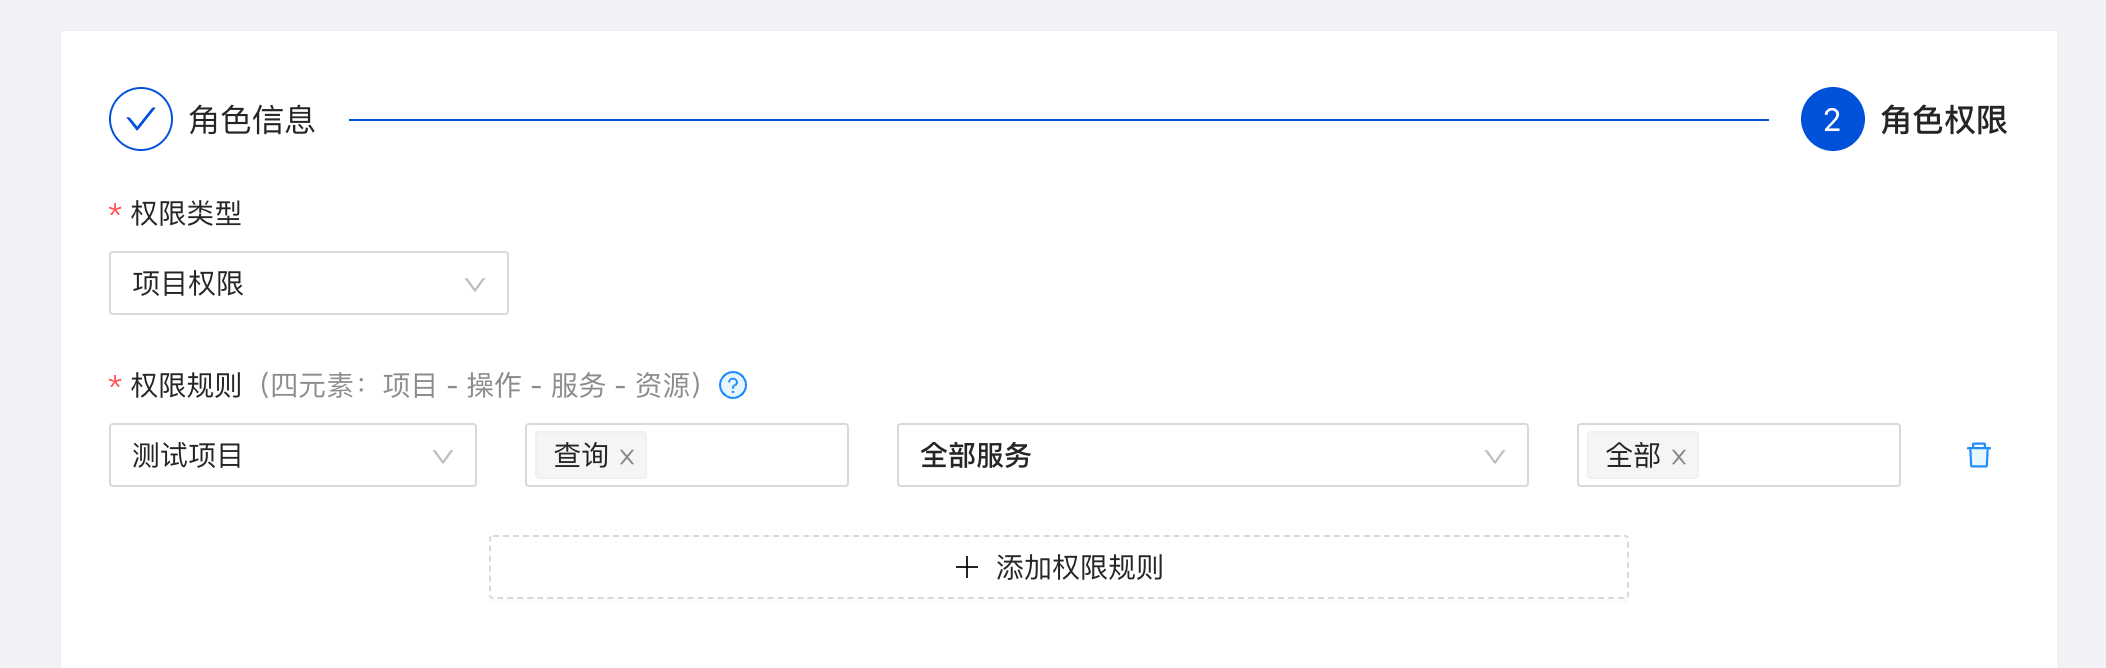 角色信息 2 角色权限
* 权限类型
项目权限
* 权限规则（四元素：项目 - 操作 - 服务 - 资源） ?
测试项目 查询 x 全部服务 全部 x
+ 添加权限规则